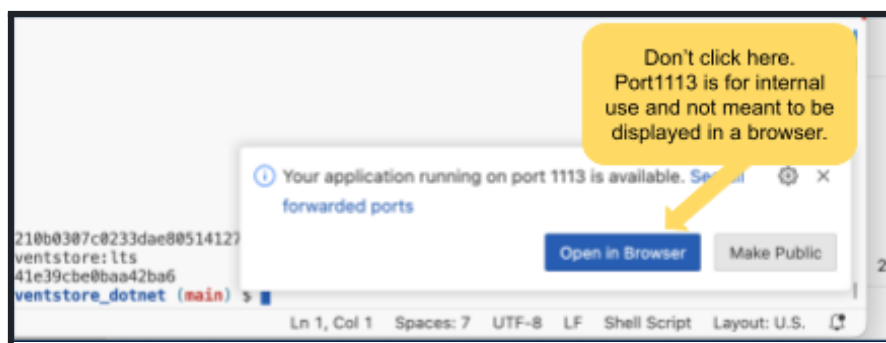 Don't click here.
Port1113 is for internal
use and not meant to be
displayed in a browser.
Your application running on port 1113 is available.
forwarded ports
Open in Browser
Make Public
210b0307c0233dae80514127
ventstore:lts
41e39cbe0baa42ba6
ventstore_dotnet (main) $
2
Ln 1, Col 1 Spaces: 7 UTF-8 LF Shell Script Layout: U.S.